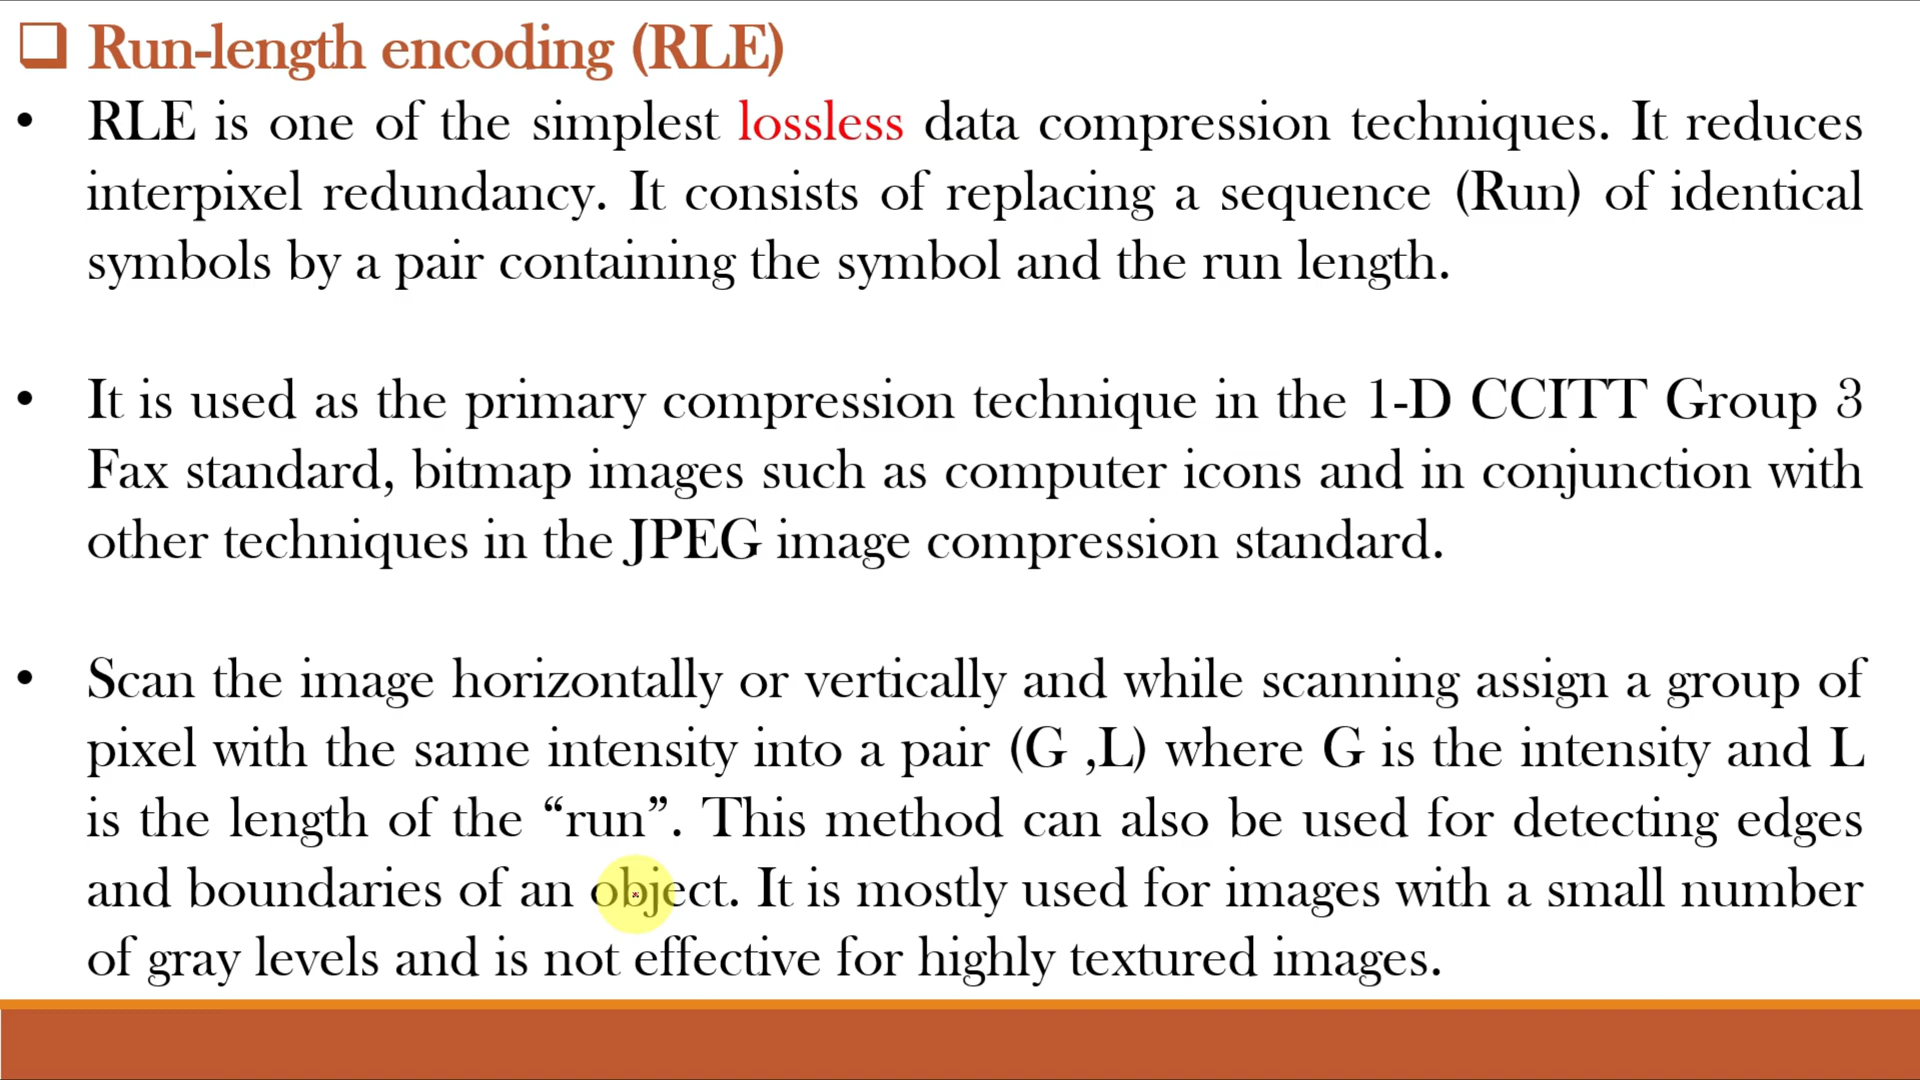 Run-length encoding (RLE)
• RLE is one of the simplest lossless data compression techniques. It reduces
interpixel redundancy. It consists of replacing a sequence (Run) of identical
symbols by a pair containing the symbol and the run length.
• It is used as the primary compression technique in the 1-D CCITT Group 3
Fax standard, bitmap images such as computer icons and in conjunction with
other techniques in the JPEG image compression standard.
• Scan the image horizontally or vertically and while scanning assign a group of
pixel with the same intensity into a pair (G ,L) where G is the intensity and L
is the length of the “run”. This method can also be used for detecting edges
and boundaries of an object. It is mostly used for images with a small number
of gray levels and is not effective for highly textured images.